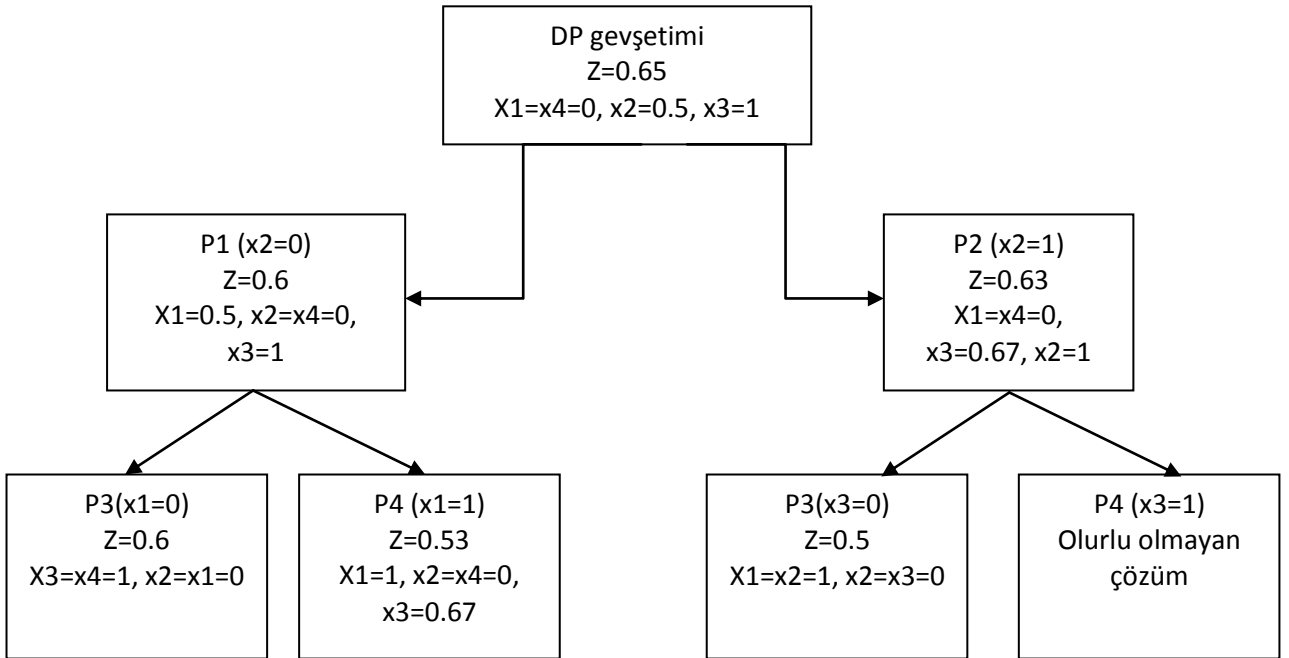 DP gevşetimi
Z=0.65
X1=x4=0, x2=0.5, x3=1
P1 (x2=0)
Z=0.6
X1=0.5, x2=x4=0,
x3=1
P2 (x2=1)
Z=0.63
X1=x4=0,
x3=0.67, x2=1
P3(x1=0)
Z=0.6
X3=x4=1, x2=x1=0
P4 (x1=1)
Z=0.53
X1=1, x2=x4=0,
x3=0.67
P3(x3=0)
Z=0.5
X1=x2=1, x2=x3=0
P4 (x3=1)
Olurlu olmayan
çözüm